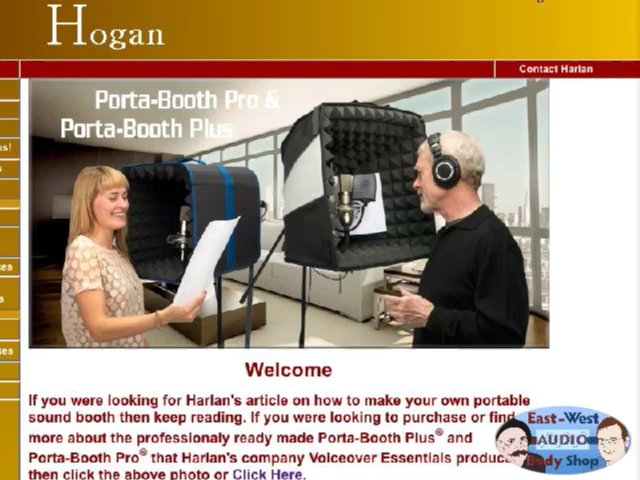 Hogan
Contact Harlan
Porta-Booth Pro &
Porta-Booth Plus
Welcome
If you were looking for Harlan's article on how to make your own portable
sound booth then keep reading. If you were looking to purchase or find
more about the professionaly ready made Porta-Booth Plus® and
Porta-Booth Pro® that Harlan's company Voiceover Essentials
then click the above photo or Click Here.
East-West
AUDIO
Body Shop